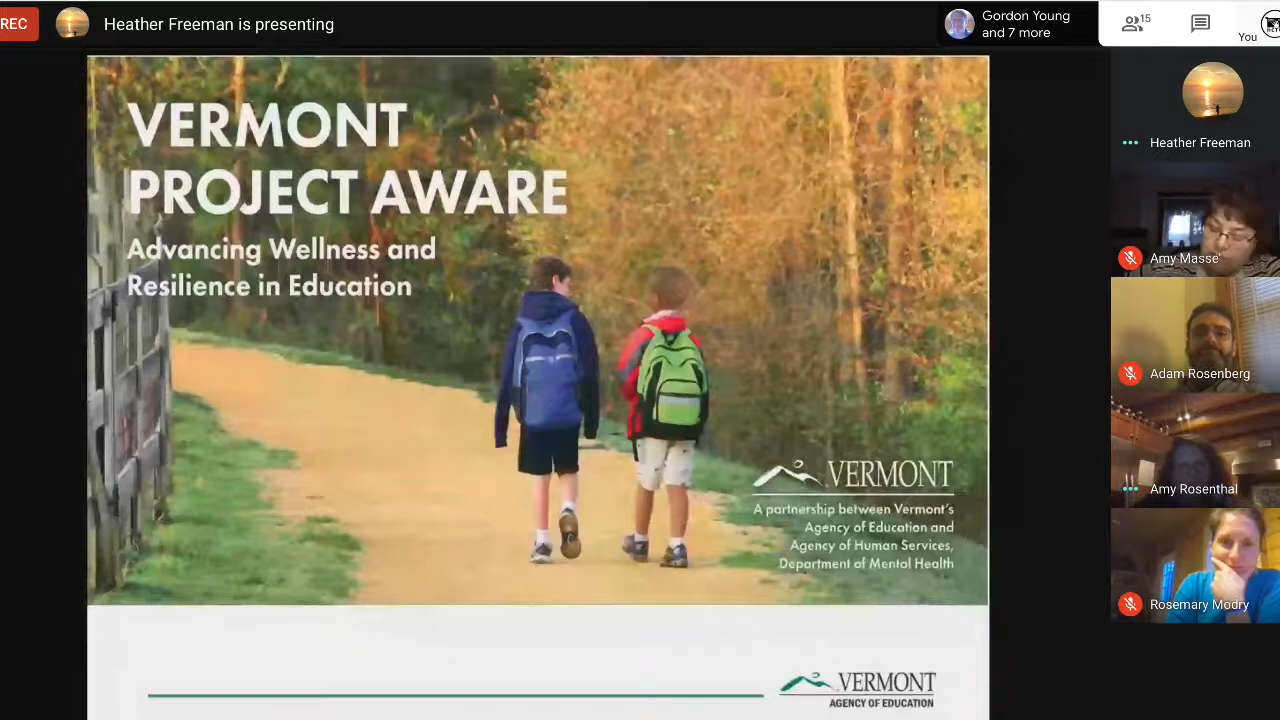 REC
Heather Freeman is presenting
Gordon Young
and 7 more
15
You
VERMONT
PROJECT AWARE
Advancing Wellness and
Resilience in Education
VERMONT
A partnership between Vermont's
Agency of Education and
Agency of Human Services,
Department of Mental Health
VERMONT
AGENCY OF EDUCATION
Heather Freeman
Amy Masse'
Adam Rosenberg
Amy Rosenthal
Rosemary Modry